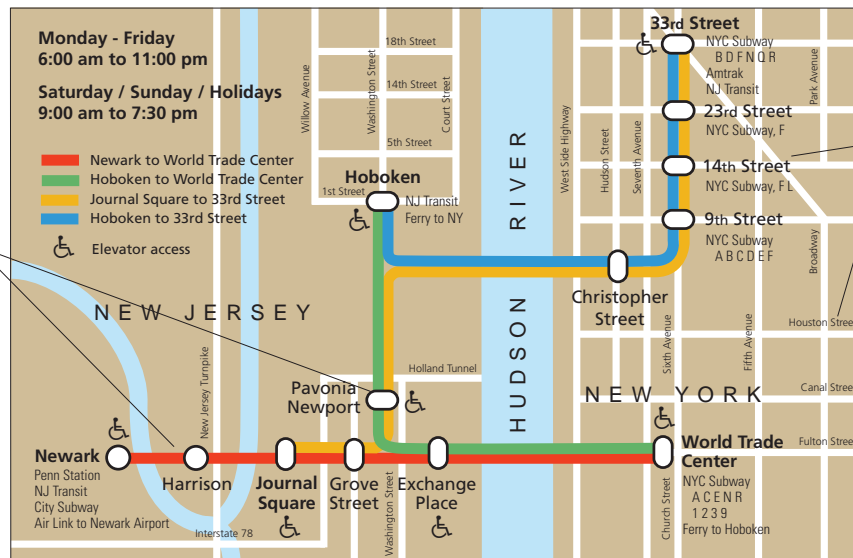 Monday - Friday
6:00 am to 11:00 pm
Saturday / Sunday / Holidays
9:00 am to 7:30 pm
Newark to World Trade Center
Hoboken to World Trade Center
Journal Square to 33rd Street
Hoboken to 33rd Street
Elevator access
18th Street
14th Street
5th Street
1st Street
Willow Avenue
Washington Street
Court Street
Hoboken
NJ Transit
Ferry to NY
HUDSON RIVER
West Side Highway
Hudson Street
Seventh Avenue
Park Avenue
33rd Street
NYC Subway
B D F N Q R
Amtrak
NJ Transit
23rd Street
NYC Subway, F
14th Street
NYC Subway, F L
9th Street
NYC Subway
A B C D E F
Broadway
Christopher
Street
NEW JERSEY
Houston Street
Sixth Avenue
Fifth Avenue
Holland Tunnel
New Jersey Turnpike
Pavonia
Newport
NEW YORK
Canal Street
Newark
Penn Station
NJ Transit
City Subway
Air Link to Newark Airport
Harrison
Journal
Square
Grove
Street
Washington Street
Exchange
Place
Church Street
World Trade
Center
NYC Subway
A C E N R
1 2 3 9
Ferry to Hoboken
Fulton Street
Interstate 78